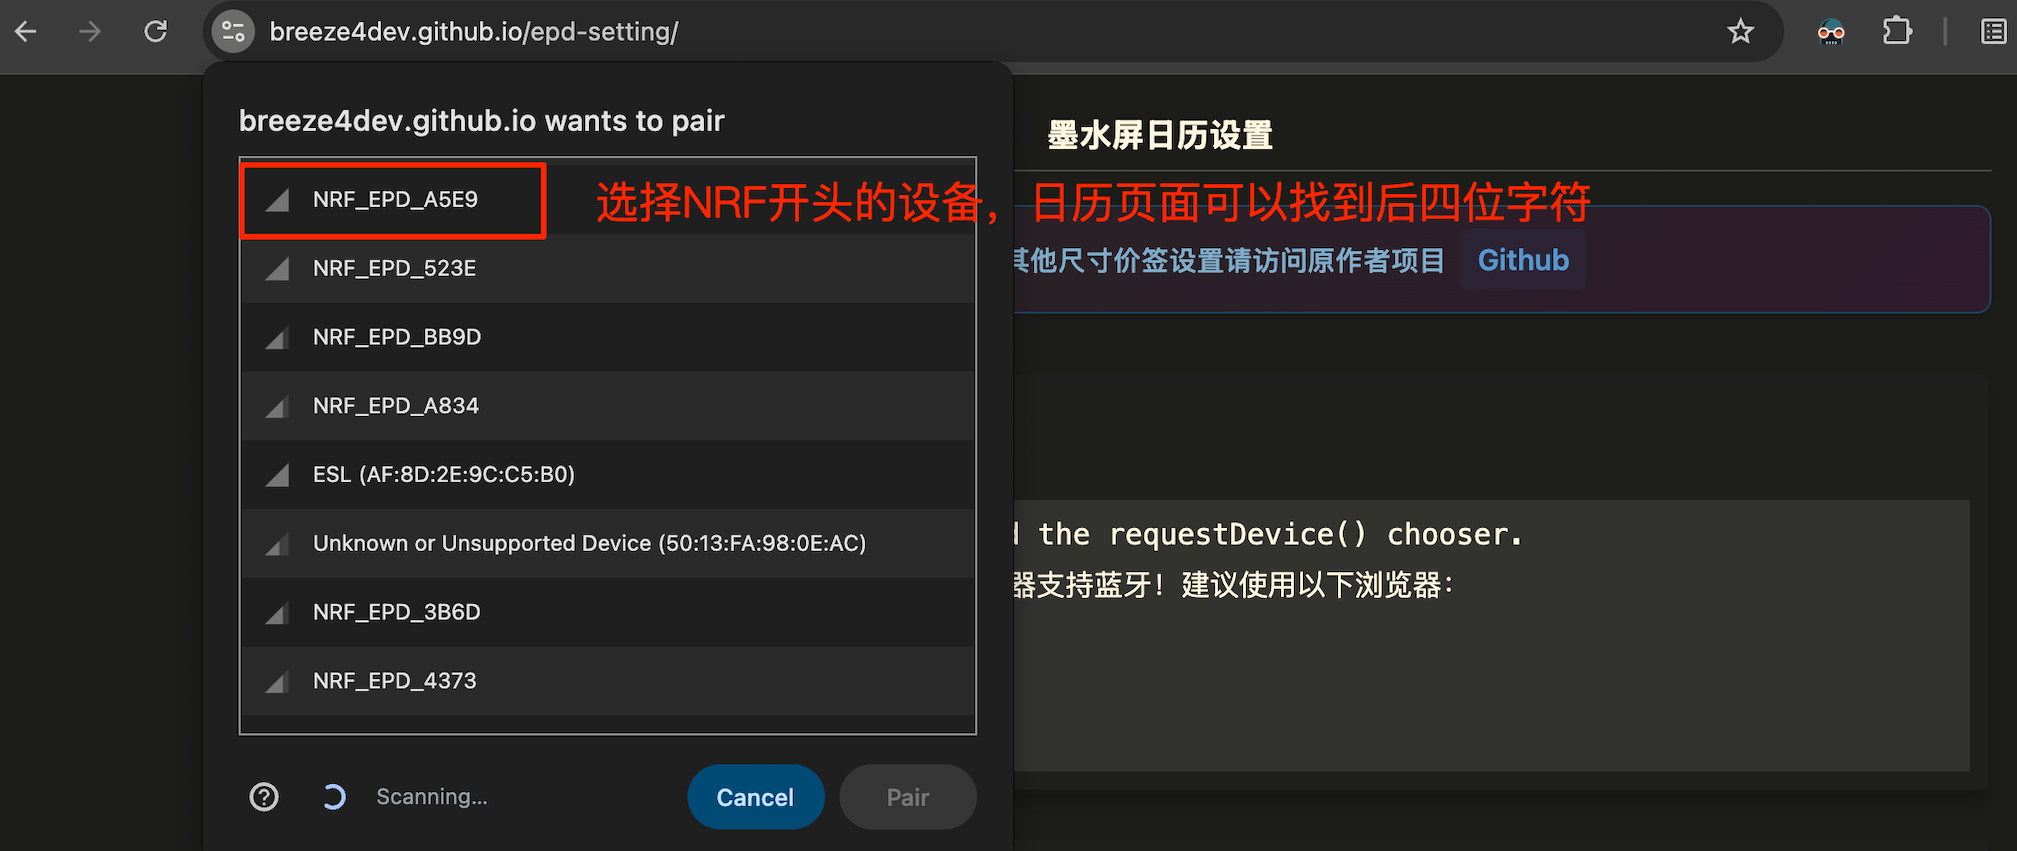 breeze4dev.github.io/epd-setting/
breeze4dev.github.io wants to pair
墨水屏日历设置
NRF_EPD_A5E9
选择NRF开头的设备，日历页面可以找到后四位字符
其他尺寸价签设置请访问原作者项目 Github
NRF_EPD_523E
NRF_EPD_BB9D
NRF_EPD_A834
ESL (AF:8D:2E:9C:C5:B0)
Unknown or Unsupported Device (50:13:FA:98:0E:AC)
NRF_EPD_3B6D
NRF_EPD_4373
the requestDevice() chooser.
器支持蓝牙！建议使用以下浏览器：
Scanning...
Cancel
Pair